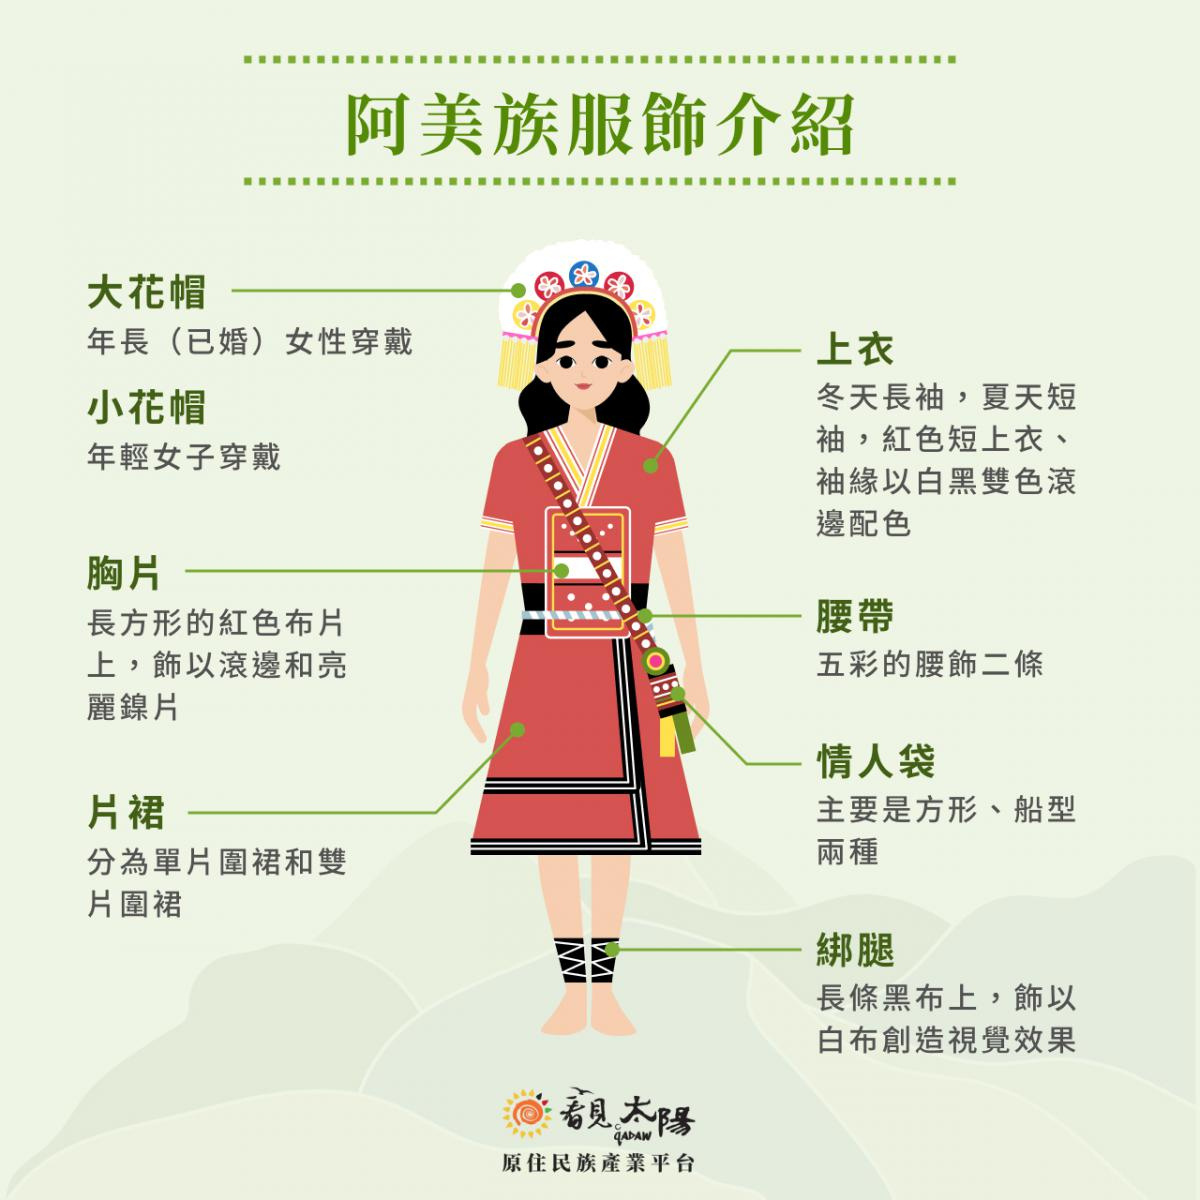 阿美族服飾介紹
大花帽
年長（已婚）女性穿戴
小花帽
年輕女子穿戴
胸片
長方形的紅色布片
上，飾以滾邊和亮
麗鎳片
片裙
分為單片圍裙和雙
片圍裙
上衣
冬天長袖，夏天短
袖，紅色短上衣、
袖緣以白黑雙色滾
邊配色
腰帶
五彩的腰飾二條
情人袋
主要是方形、船型
兩種
綁腿
長條黑布上，飾以
白布創造視覺效果
看見太陽
QADAW
原住民族產業平台